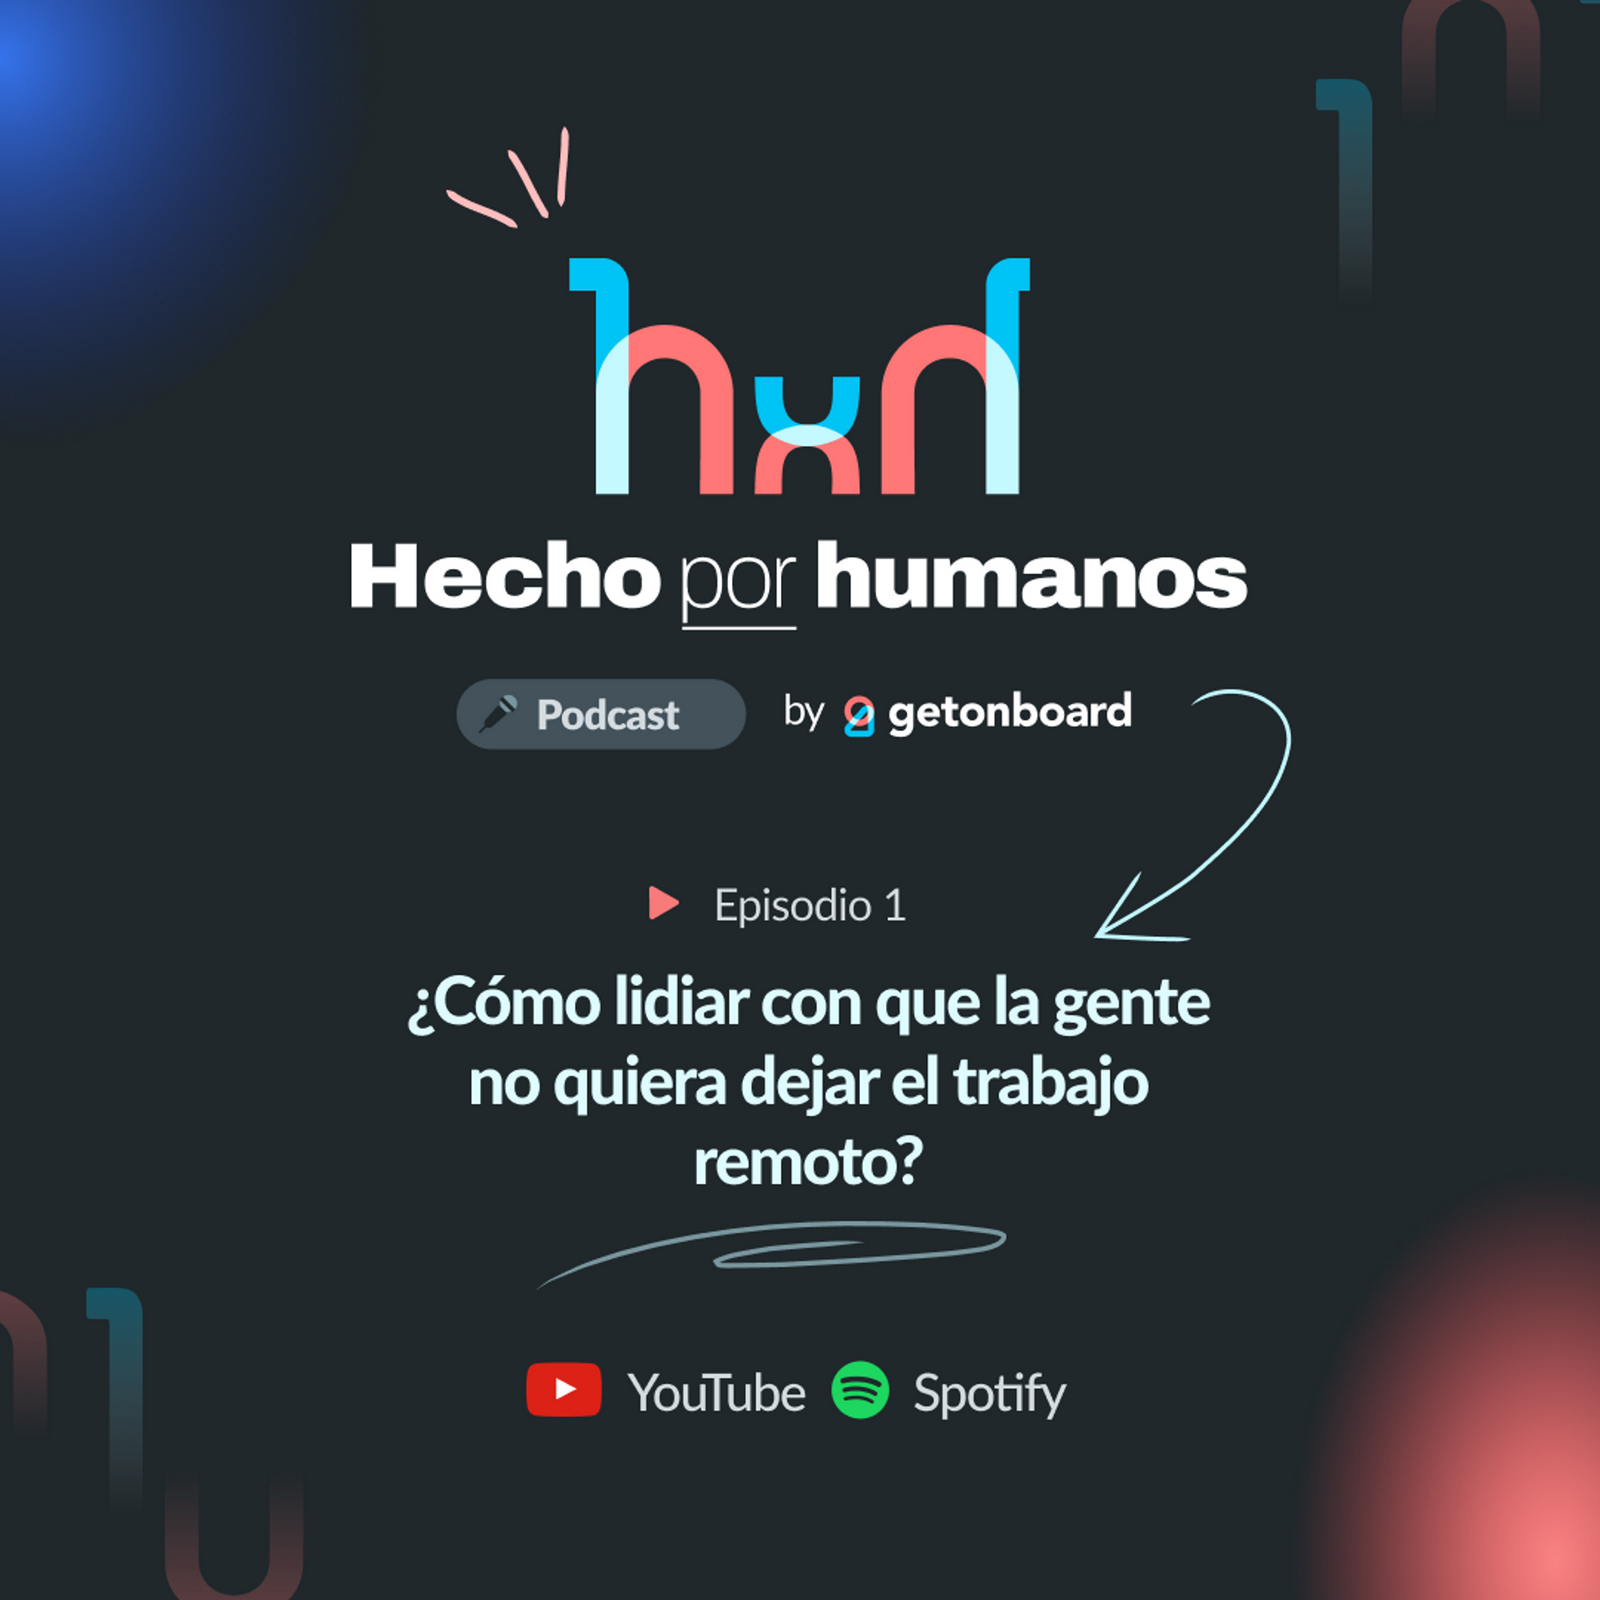 hxh
Hecho por humanos
Podcast by getonboard
Episodio 1
¿Cómo lidiar con que la gente
no quiera dejar el trabajo
remoto?
YouTube Spotify